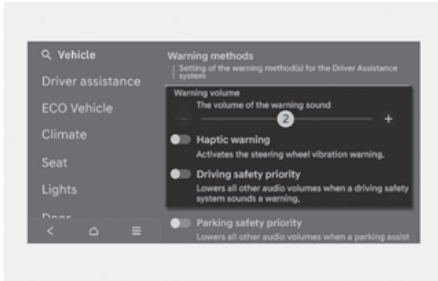 Vehicle
Driver assistance
ECO Vehicle
Climate
Seat
Lights
Door
Warning methods
Setting of the warning method(s) for the Driver Assistance
system
Warning volume
The volume of the warning sound
2
Haptic warning
Activates the steering wheel vibration warning.
Driving safety priority
Lowers all other audio volumes when a driving safety
system sounds a warning.
Parking safety priority
Lowers all other audio volumes when a parking assist